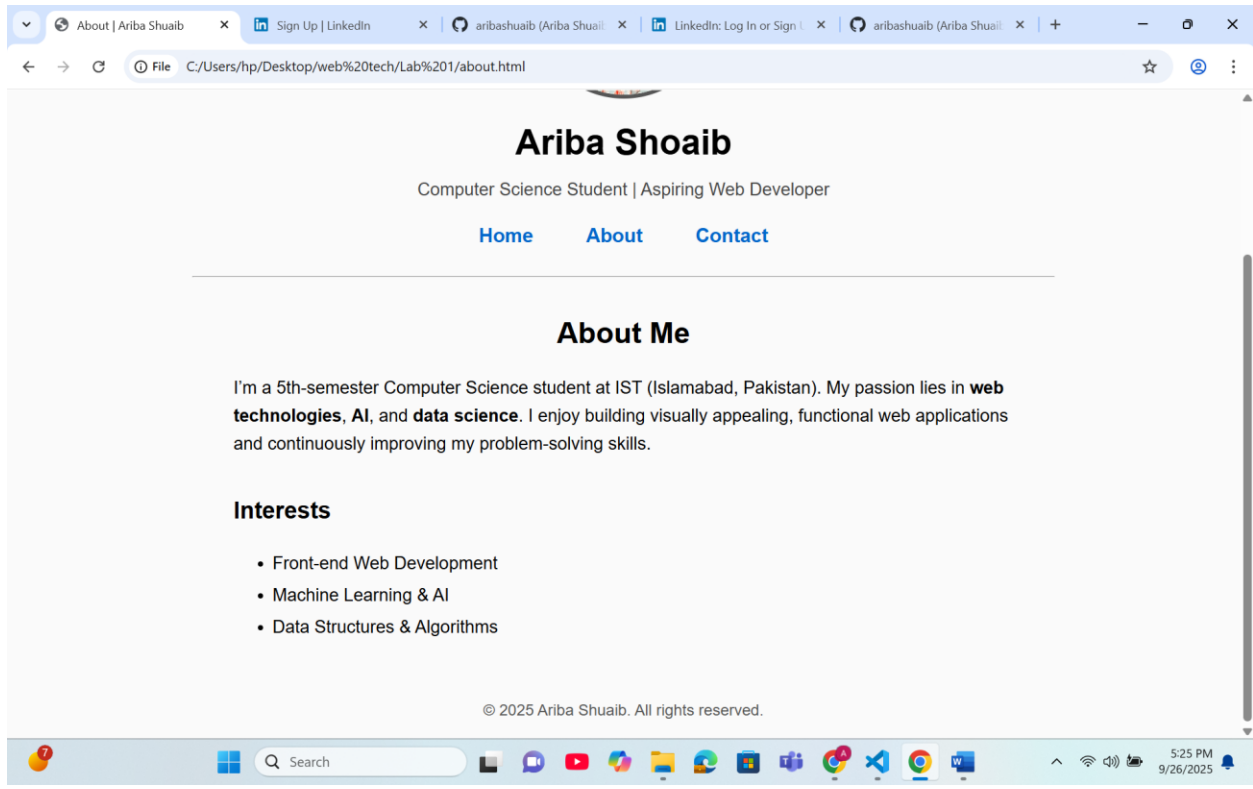 About | Ariba Shuaib
Sign Up | LinkedIn
aribashuaib (Ariba Shuaib
LinkedIn: Log In or Sign U
aribashuaib (Ariba Shuaib
File C:/Users/hp/Desktop/web%20tech/Lab%201/about.html
Ariba Shoaib
Computer Science Student | Aspiring Web Developer
Home About Contact
About Me
I'm a 5th-semester Computer Science student at IST (Islamabad, Pakistan). My passion lies in web
technologies, AI, and data science. I enjoy building visually appealing, functional web applications
and continuously improving my problem-solving skills.
Interests
• Front-end Web Development
• Machine Learning & AI
• Data Structures & Algorithms
© 2025 Ariba Shuaib. All rights reserved.
7
Search
A
5:25 PM
9/26/2025